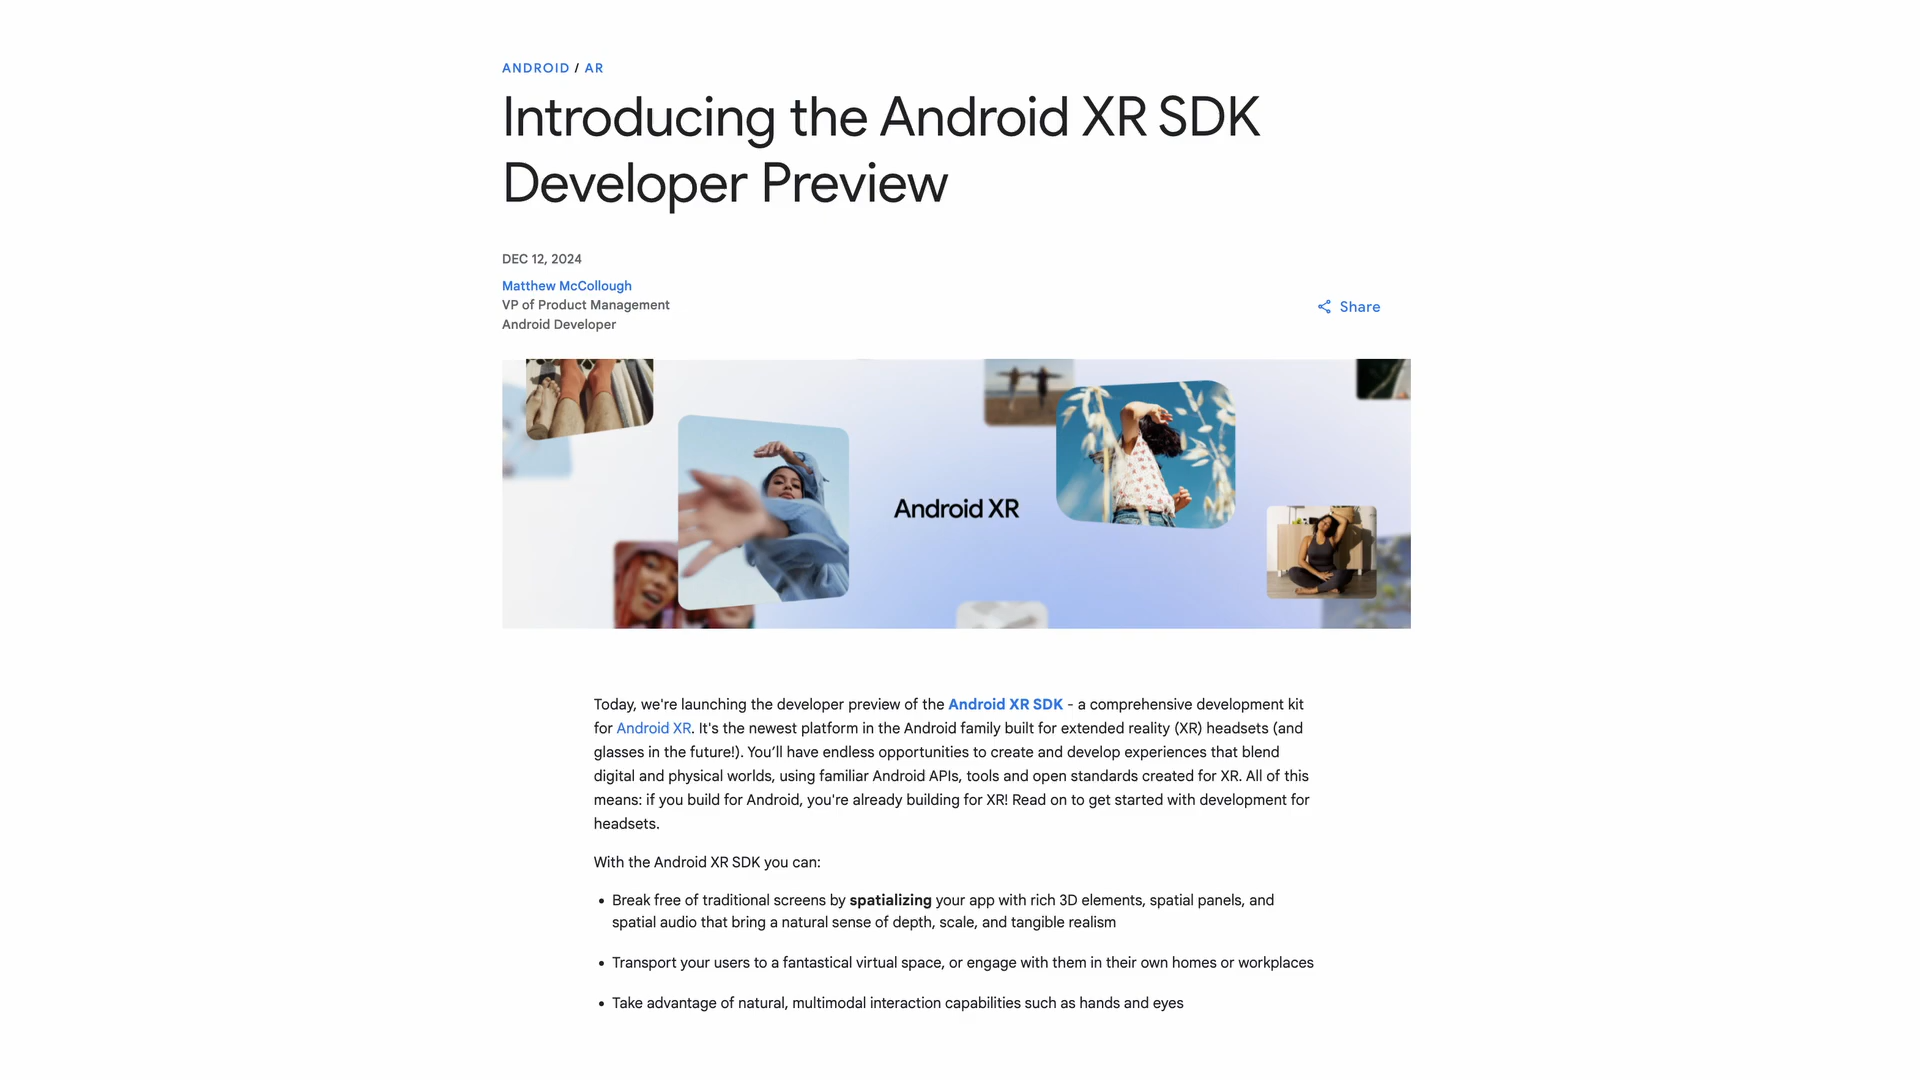 ANDROID / AR
Introducing the Android XR SDK
Developer Preview
DEC 12, 2024
Matthew McCollough
VP of Product Management
Android Developer
Share
Android XR
Today, we're launching the developer preview of the Android XR SDK - a comprehensive development kit
for Android XR. It's the newest platform in the Android family built for extended reality (XR) headsets (and
glasses in the future!). You’ll have endless opportunities to create and develop experiences that blend
digital and physical worlds, using familiar Android APIs, tools and open standards created for XR. All of this
means: if you build for Android, you're already building for XR! Read on to get started with development for
headsets.
With the Android XR SDK you can:
• Break free of traditional screens by spatializing your app with rich 3D elements, spatial panels, and
spatial audio that bring a natural sense of depth, scale, and tangible realism
• Transport your users to a fantastical virtual space, or engage with them in their own homes or workplaces
• Take advantage of natural, multimodal interaction capabilities such as hands and eyes